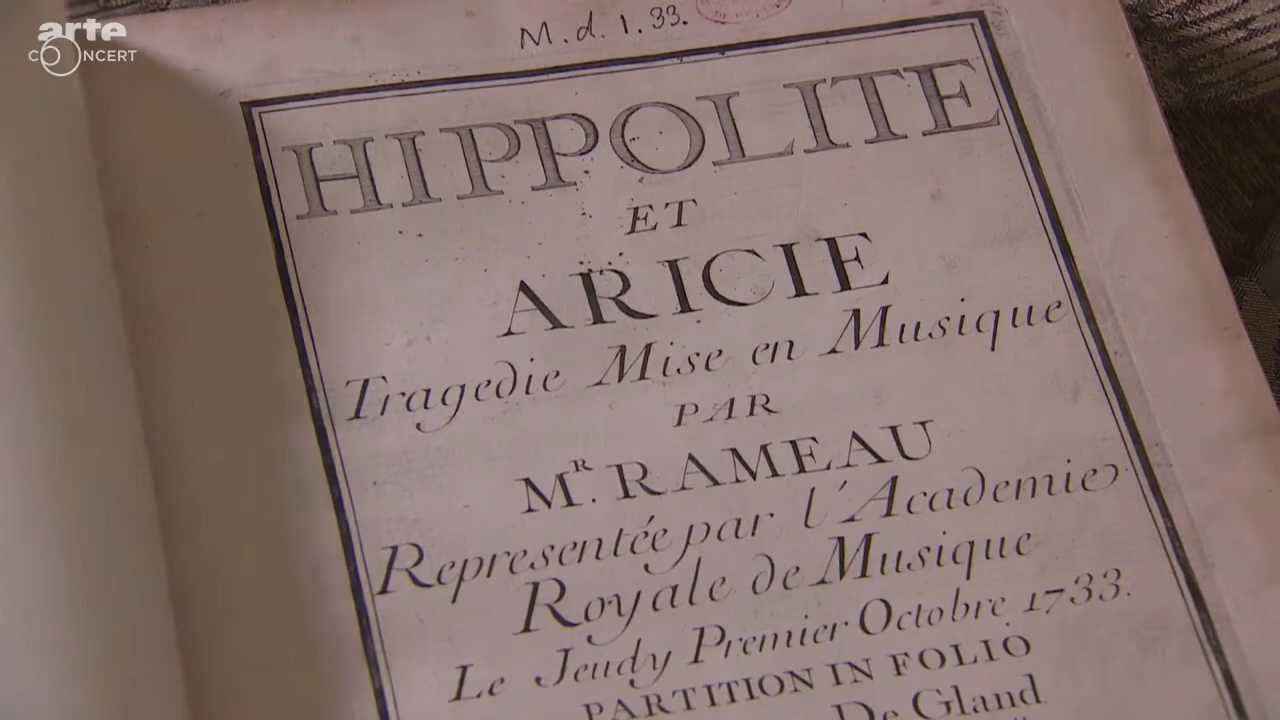 arte
CONCERT
M.d.1.33.
HIPPOLITE
ET
ARICIE
Tragedie Mise en Musique
PAR
MR. RAMEAU
Representée par l'Academie
Royale de Musique
Le Jeudy Premier Octobre 1733.
PARTITION IN FOLIO
De Gland